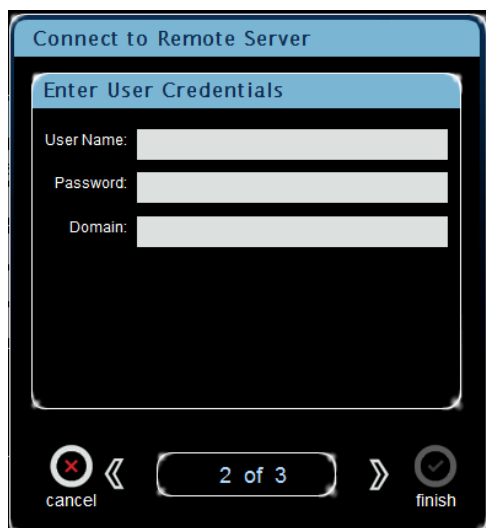 Connect to Remote Server
Enter User Credentials
User Name:
Password:
Domain:
2 of 3
cancel
finish